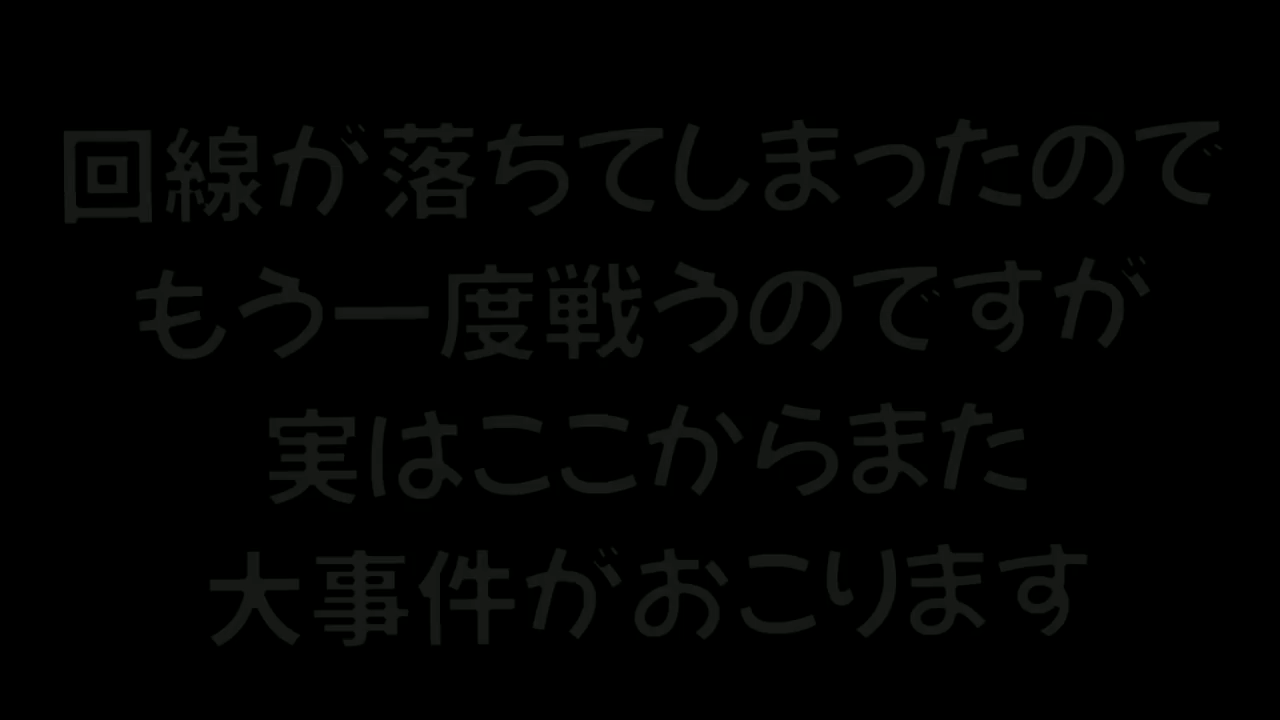 回線が落ちてしまったので
もう一度戦うのですが
実はここからまた
大事件がおこります